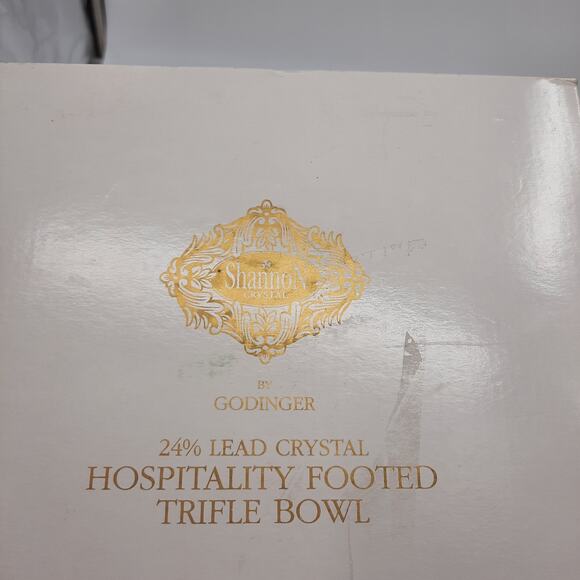 Shannon
CRYSTAL
BY
GODINGER
24% LEAD CRYSTAL
HOSPITALITY FOOTED
TRIFLE BOWL